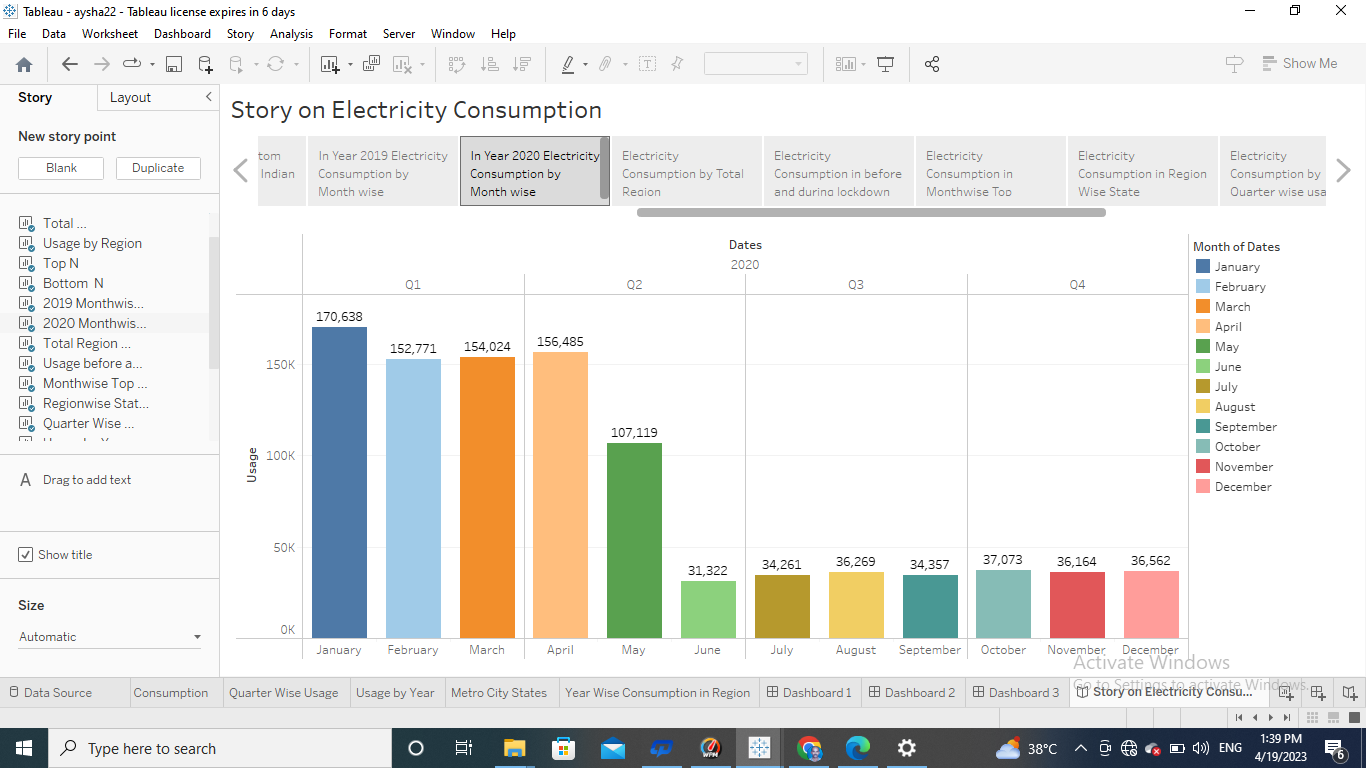 Tableau - aysha22 - Tableau license expires in 6 days
File Data Worksheet Dashboard Story Analysis Format Server Window Help
Show Me
Story Layout
New story point
Blank Duplicate
Total ...
Usage by Region
Top N
Bottom N
2019 Monthwis...
2020 Monthwis...
Total Region ...
Usage before a...
Monthwise Top ...
Regionwise Stat...
Quarter Wise ...
A Drag to add text
Show title
Size
Automatic
Story on Electricity Consumption
tom
Indian
In Year 2019 Electricity
Consumption by
Month wise
In Year 2020 Electricity
Consumption by
Month wise
Electricity
Consumption by Total
Region
Electricity
Consumption in before
and during lockdown
Electricity
Consumption in
Monthwise Top
Electricity
Consumption in Region
Wise State
Electricity
Consumption by
Quarter wise usa
Dates
2020
Q1 Q2 Q3 Q4
Usage
150K
100K
50K
0K
170,638
152,771
154,024
156,485
107,119
31,322
34,261
36,269
34,357
37,073
36,164
36,562
January February March April May June July August September October November December
Month of Dates
January
February
March
April
May
June
July
August
September
October
November
December
Activate Windows
Go to Settings to activate Windows.
Data Source Consumption Quarter Wise Usage Usage by Year Metro City States Year Wise Consumption in Region Dashboard 1 Dashboard 2 Dashboard 3 Story on Electricity Consu...
Type here to search
WPM
38°C
ENG
1:39 PM
4/19/2023
6